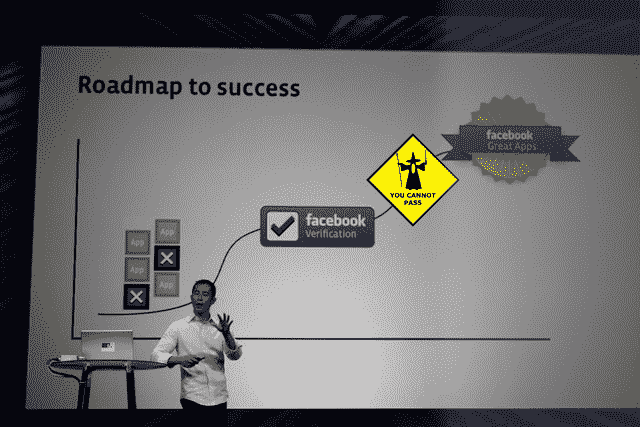 Roadmap to success
facebook
Great Apps
YOU CANNOT
PASS
facebook
Verification
App
App
App
App